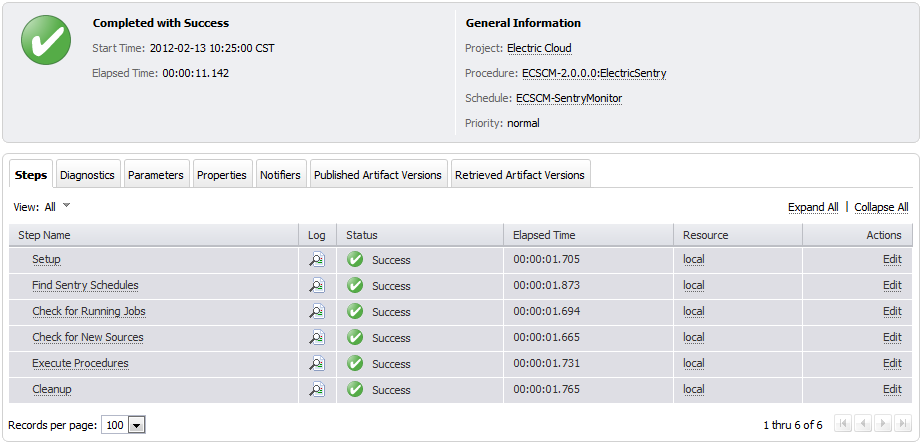 Completed with Success
Start Time: 2012-02-13 10:25:00 CST
Elapsed Time: 00:00:11.142
General Information
Project: Electric Cloud
Procedure: ECSCM-2.0.0.0:ElectricSentry
Schedule: ECSCM-SentryMonitor
Priority: normal
Steps Diagnostics Parameters Properties Notifiers Published Artifact Versions Retrieved Artifact Versions
View: All Expand All | Collapse All
Step Name Log Status Elapsed Time Resource Actions
Setup Success 00:00:01.705 local Edit
Find Sentry Schedules Success 00:00:01.873 local Edit
Check for Running Jobs Success 00:00:01.694 local Edit
Check for New Sources Success 00:00:01.665 local Edit
Execute Procedures Success 00:00:01.731 local Edit
Cleanup Success 00:00:01.765 local Edit
Records per page: 100 1 thru 6 of 6